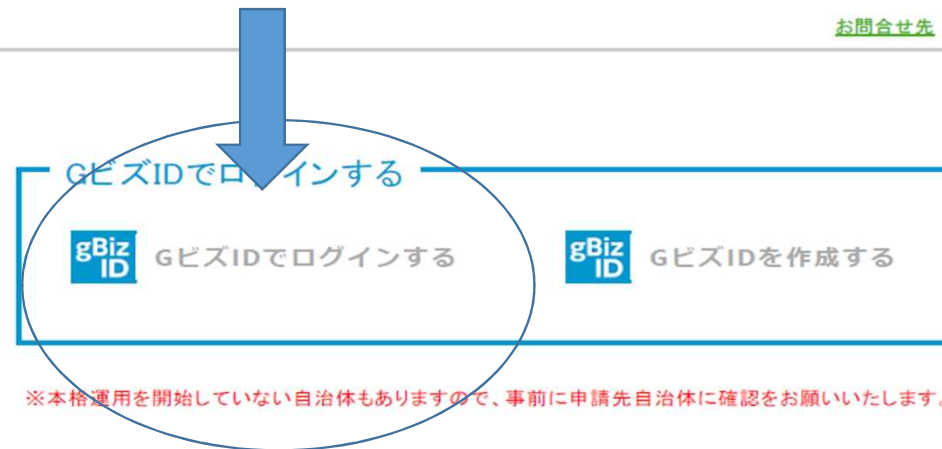 お問合せ先
GビズIDでログインする
gBiz ID GビズIDでログインする
gBiz ID GビズIDを作成する
※本格運用を開始していない自治体もありますので、事前に申請先自治体に確認をお願いいたします。